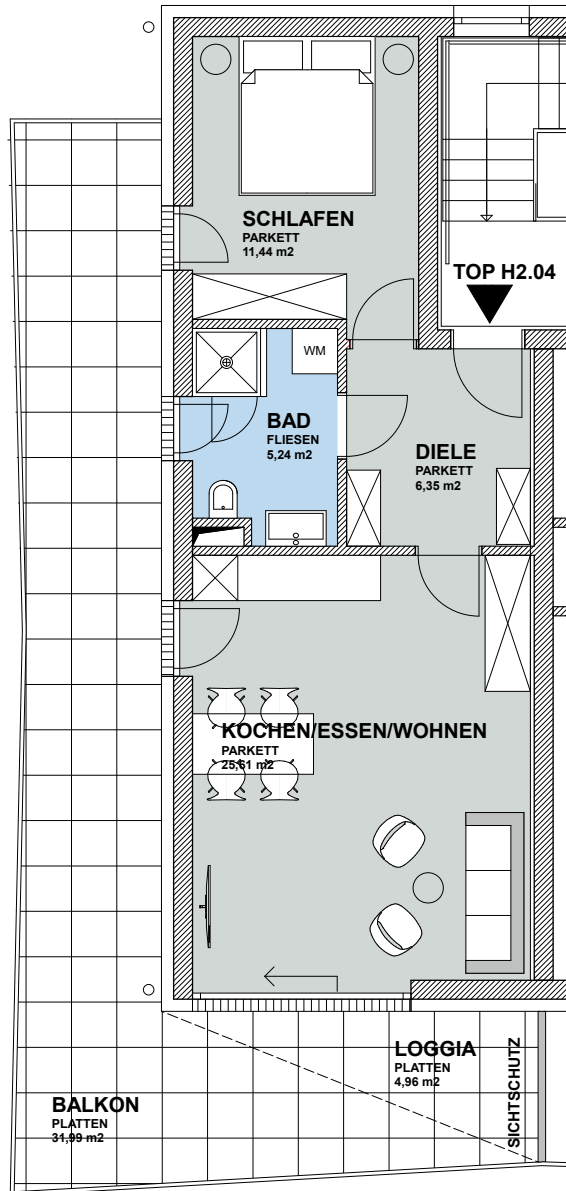 SCHLAFEN
PARKETT
11,44 m2
TOP H2.04
WM
BAD
FLIESEN
5,24 m2
DIELE
PARKETT
6,35 m2
KOCHEN/ESSEN/WOHNEN
PARKETT
25,61 m2
LOGGIA
PLATTEN
4,96 m2
SICHTSCHUTZ
BALKON
PLATTEN
31,99 m2